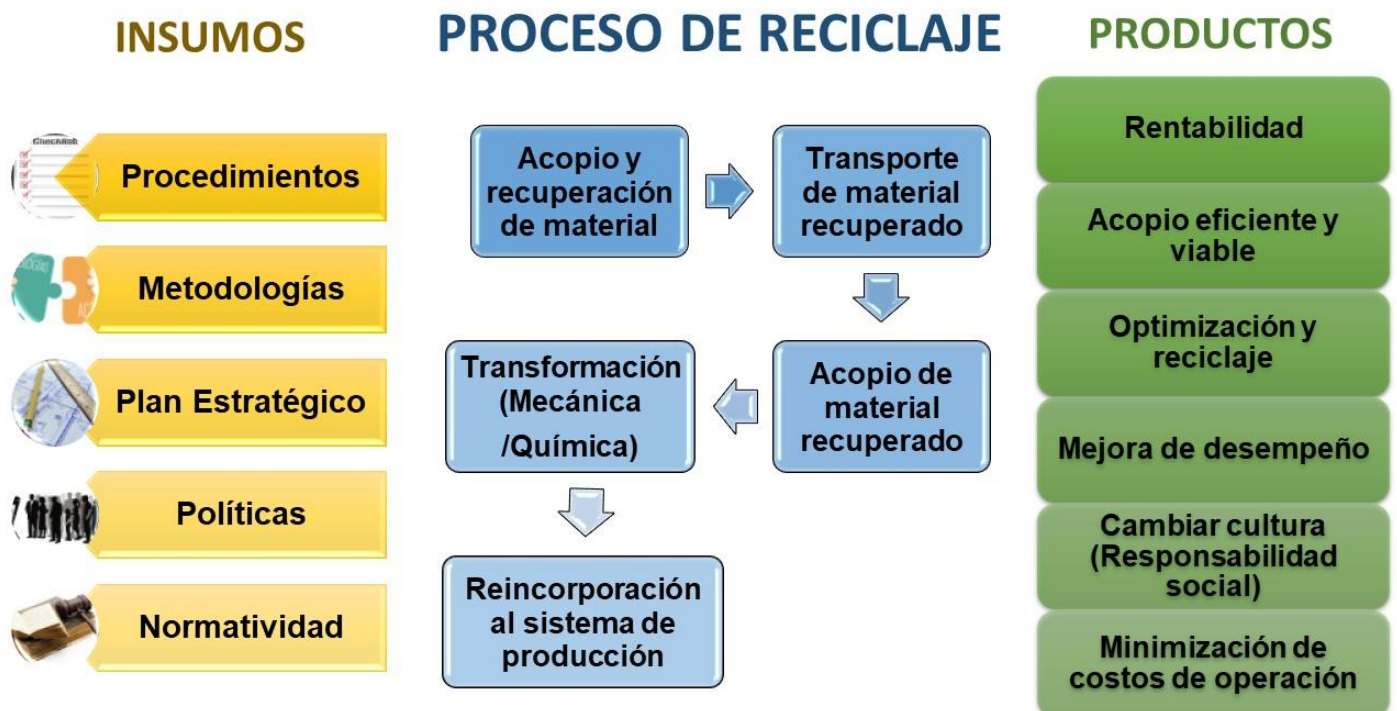 INSUMOS
PROCESO DE RECICLAJE
PRODUCTOS
Checklist
Procedimientos
Metodologías
Plan Estratégico
Políticas
Normatividad
Acopio y
recuperación
de material
Transporte
de material
recuperado
Acopio de
material
recuperado
Transformación
(Mecánica
/Química)
Reincorporación
al sistema de
producción
Rentabilidad
Acopio eficiente y
viable
Optimización y
reciclaje
Mejora de desempeño
Cambiar cultura
(Responsabilidad
social)
Minimización de
costos de operación